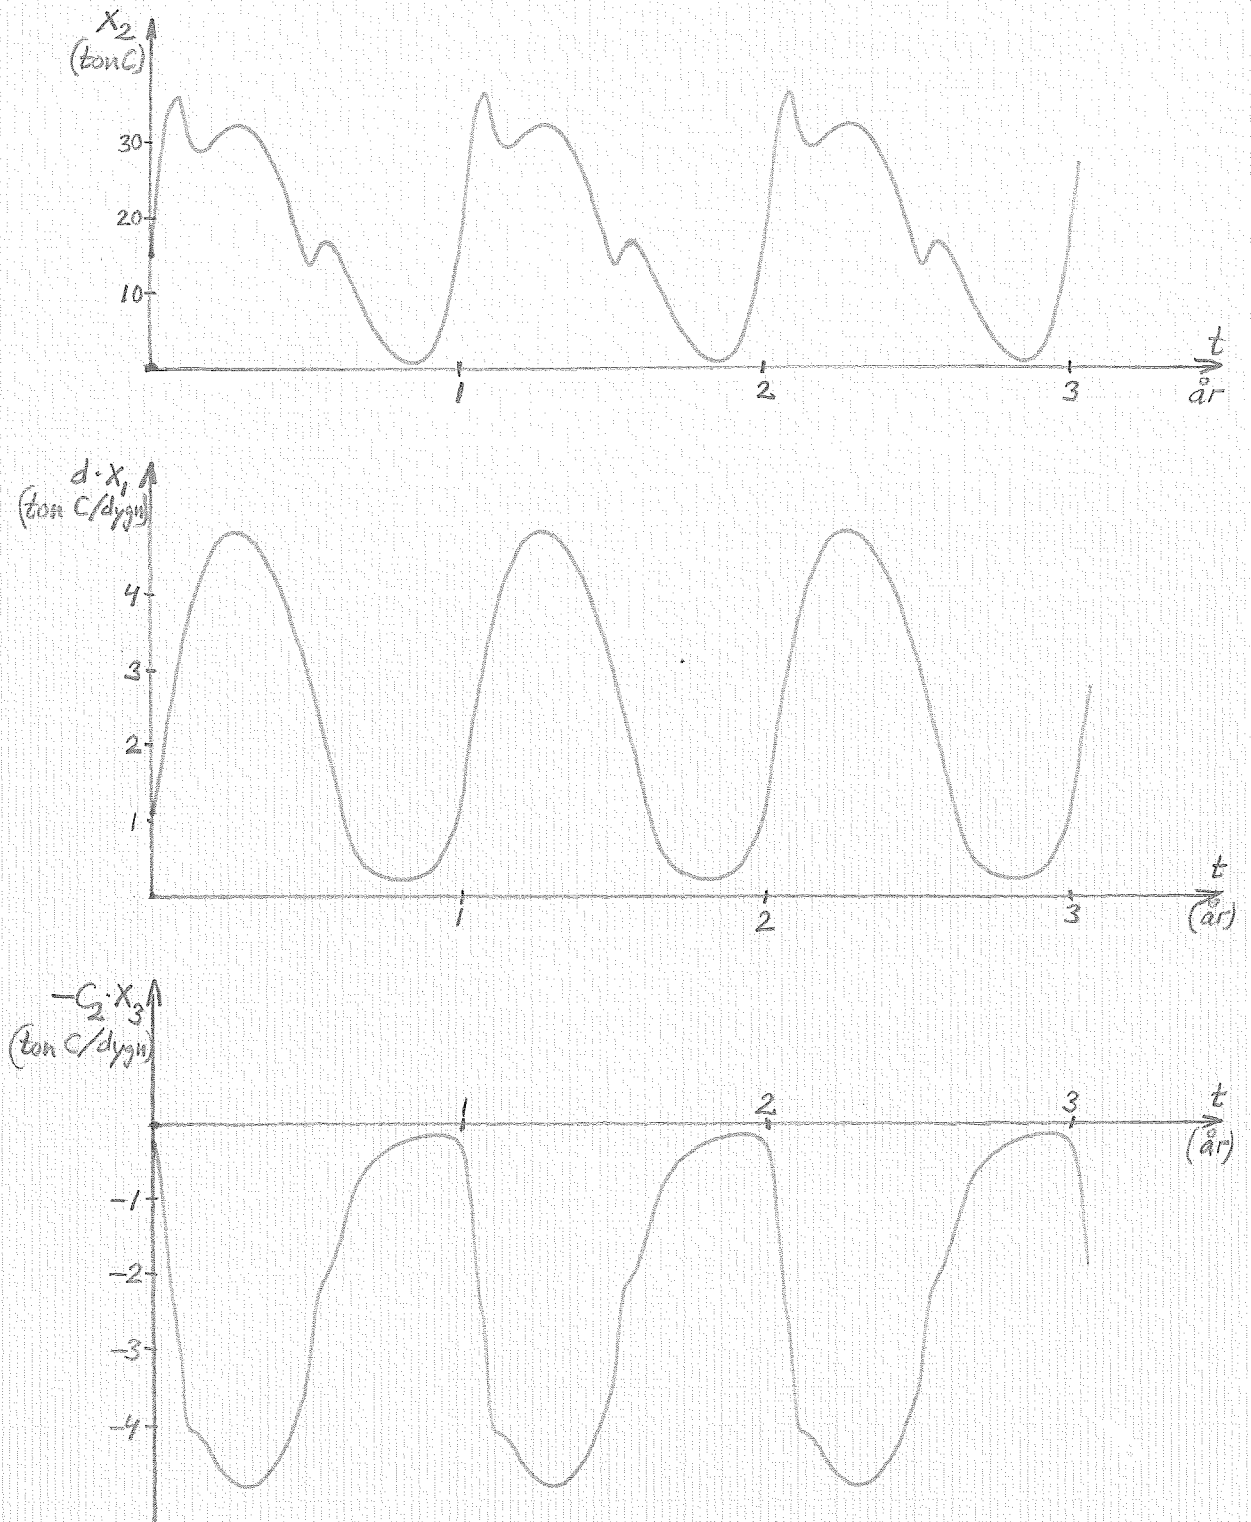 X₂
(ton C)
30
20
10
1 2 3
t
år
d·X₁
(ton C/dygn)
4
3
2
1
1 2 3
t
(år)
−C₂·X₃
(ton C/dygn)
1 2 3
t
(år)
−1
−2
−3
−4